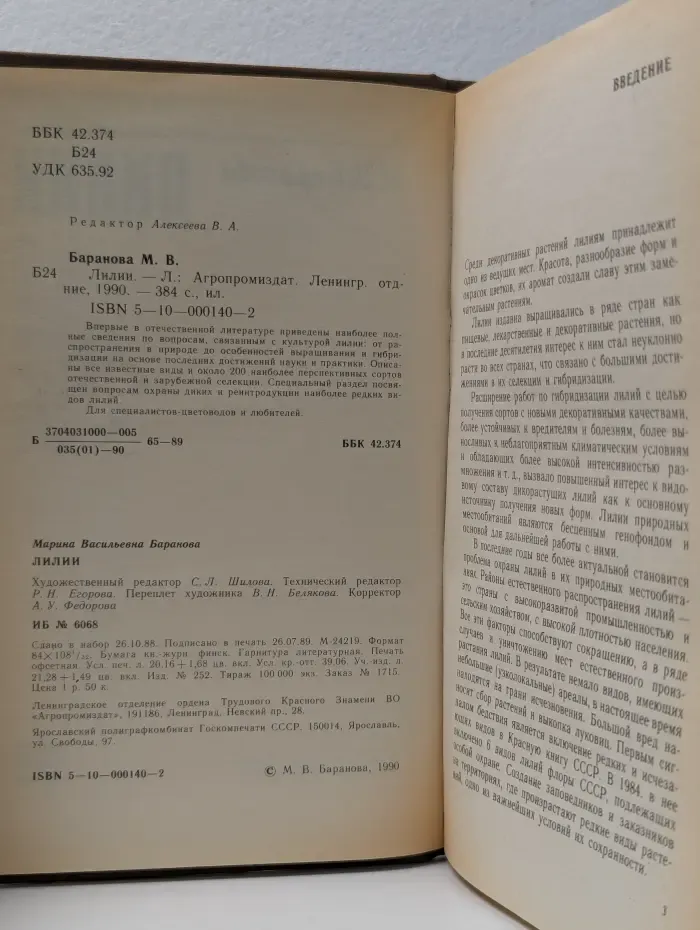 ББК 42.374
Б24
УДК 635.92
Редактор Алексеева В. А.
Баранова М. В.
Б24 Лилии. — Л.: Агропромиздат. Ленингр. отд-
ние, 1990. — 384 с., ил.
ISBN 5—10—000140—2
Впервые в отечественной литературе приведены наиболее пол-
ные сведения по вопросам, связанным с культурой лилии: от ра-
спространения в природе до особенностей выращивания и гибри-
дизации на основе последних достижений науки и практики. Описа-
ны все известные виды и около 200 наиболее перспективных сортов
отечественной и зарубежной селекции. Специальный раздел посвя-
щен вопросам охраны диких и реинтродукции наиболее редких ви-
дов лилий.
Для специалистов-цветоводов и любителей.
Б 3704031000—005 65—89 ББК 42.374
035(01)—90
Марина Васильевна Баранова
ЛИЛИИ
Художественный редактор С. Л. Шилова. Технический редактор
Р. Н. Егорова. Переплет художника В. Н. Белякова. Корректор
А. У. Федорова
ИБ № 6068
Сдано в набор 26.10.88. Подписано в печать 26.07.89. М-24219. Формат
84×108¹/₃₂. Бумага кн.-журн финск. Гарнитура литературная. Печать
офсетная. Усл. печ. л. 20.16+1,68 цв. вкл. Усл. кр.-отт. 39,06. Уч.-изд. л.
21,28+1,49 цв. вкл. Изд. № 252. Тираж 100 000 экз. Заказ № 1715.
Цена 1 р. 50 к.
Ленинградское отделение ордена Трудового Красного Знамени ВО
«Агропромиздат», 191186, Ленинград, Невский пр., 28.
Ярославский полиграфкомбинат Госкомпечати СССР. 150014, Ярославль,
ул. Свободы, 97.
ISBN 5—10—000140—2 © М. В. Баранова, 1990
ВВЕДЕНИЕ
Среди декоративных растений лилиям принадлежит
одно из ведущих мест. Красота, разнообразие форм и
окрасок цветков, их аромат создали славу этим заме-
чательным растениям.
Лилии издавна выращивались в ряде стран как
пищевые, лекарственные и декоративные растения, но
в последние десятилетия интерес к ним стал неуклонно
расти во всех странах, что связано с большими дости-
жениями в их селекции и гибридизации.
Расширение работ по гибридизации лилий с целью
получения сортов с новыми декоративными качествами,
более устойчивых к вредителям и болезням, более вы-
носливых к неблагоприятным климатическим условиям
и обладающих более высокой интенсивностью раз-
множения и т. д., вызвало повышенный интерес к видо-
вому составу дикорастущих лилий как к основному
источнику получения новых форм. Лилии природных
местообитаний являются бесценным генофондом и
основой для дальнейшей работы с ними.
В последние годы все более актуальной становится
проблема охраны лилий в их природных местообита-
ниях. Районы естественного распространения лилий —
это страны с высокоразвитой промышленностью и
сельским хозяйством, с высокой плотностью населения.
Все эти факторы способствуют сокращению, а в ряде
случаев и уничтожению мест естественного произ-
растания лилий. В результате немало видов, имеющих
небольшие (узколокальные) ареалы, в настоящее время
находятся на грани исчезновения. Большой вред на-
носит сбор растений и выкопка луковиц. Первым сиг-
налом бедствия является включение редких и исчеза-
ющих видов в Красную книгу СССР. В 1984. в нее
включено 6 видов лилий флоры СССР, подлежащих
особой охране. Создание заповедников и заказников
на территориях, где произрастают редкие виды расте-
ний, одно из важнейших условий их сохранности.
3